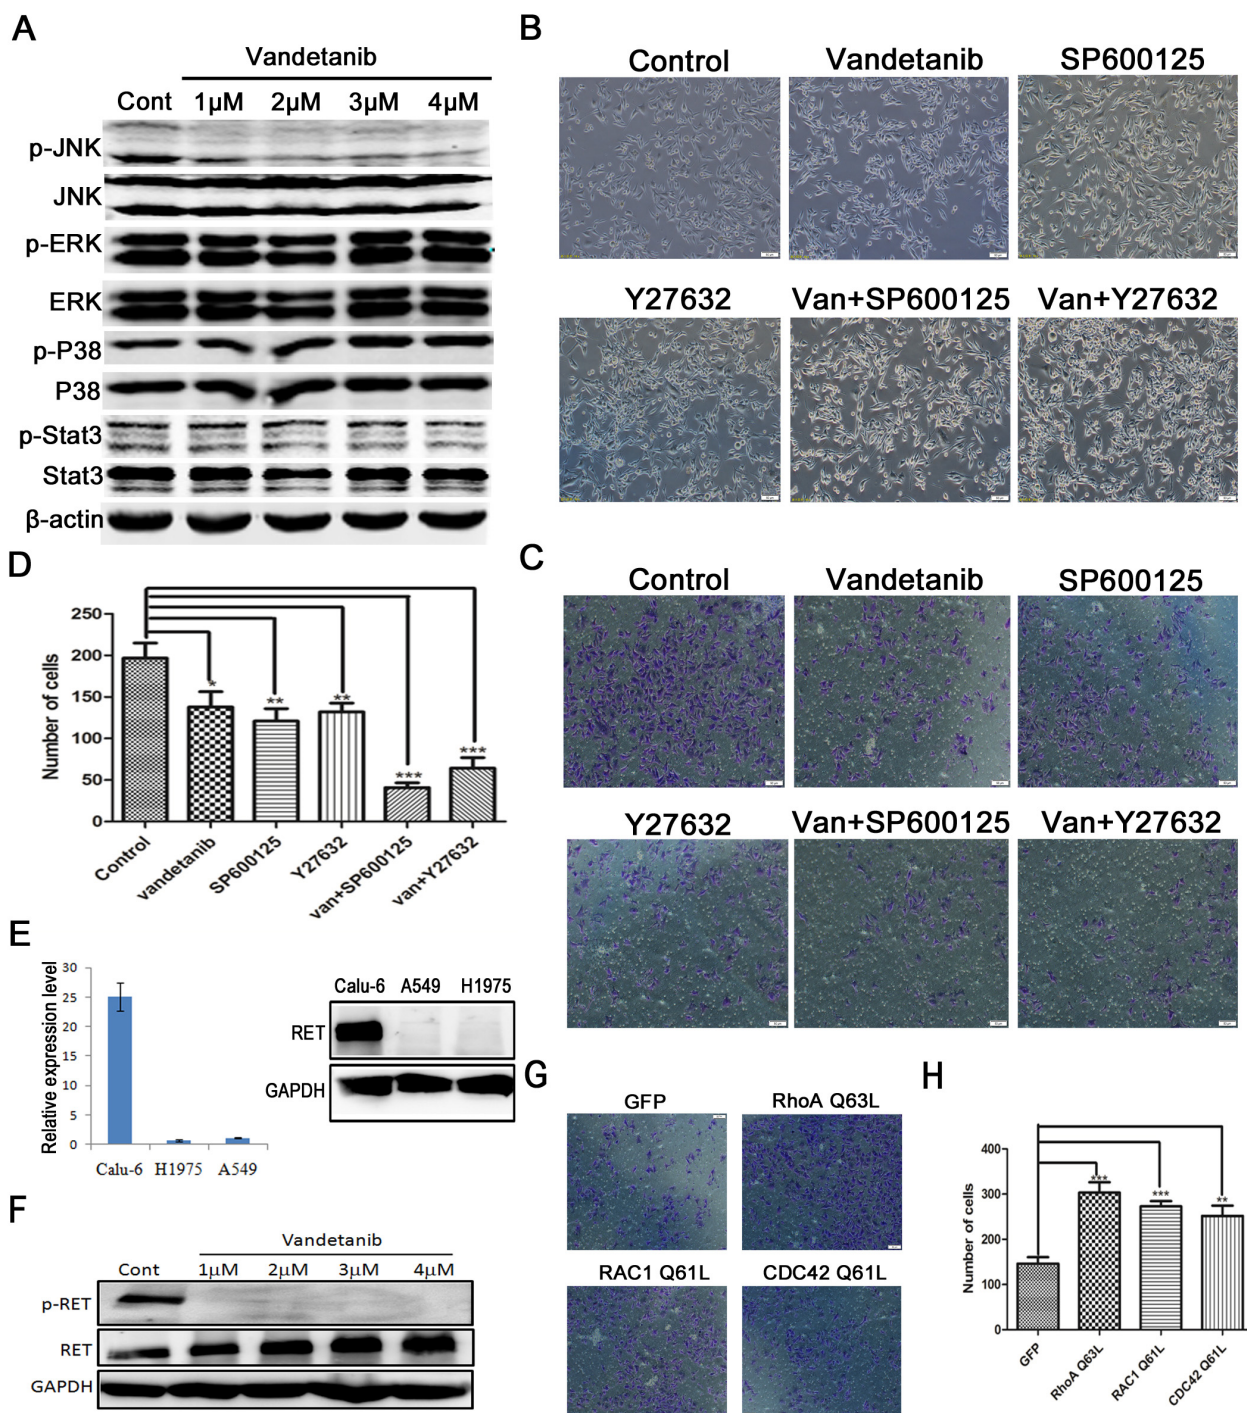 A
Vandetanib
Cont 1µM 2µM 3µM 4µM
p-JNK
JNK
p-ERK
ERK
p-P38
P38
p-Stat3
Stat3
β-actin
B
Control Vandetanib SP600125
Y27632 Van+SP600125 Van+Y27632
C
Control Vandetanib SP600125
Y27632 Van+SP600125 Van+Y27632
D
Number of cells
250
200
150
100
50
0
* ** ** *** ***
Control vandetanib SP600125 Y27632 van+SP600125 van+Y27632
E
Relative expression level
30
25
20
15
10
5
0
Calu-6 H1975 A549
Calu-6 A549 H1975
RET
GAPDH
F
Vandetanib
Cont 1µM 2µM 3µM 4µM
p-RET
RET
GAPDH
G
GFP RhoA Q63L
RAC1 Q61L CDC42 Q61L
H
Number of cells
400
300
200
100
0
*** *** **
GFP RhoA Q63L RAC1 Q61L CDC42 Q61L